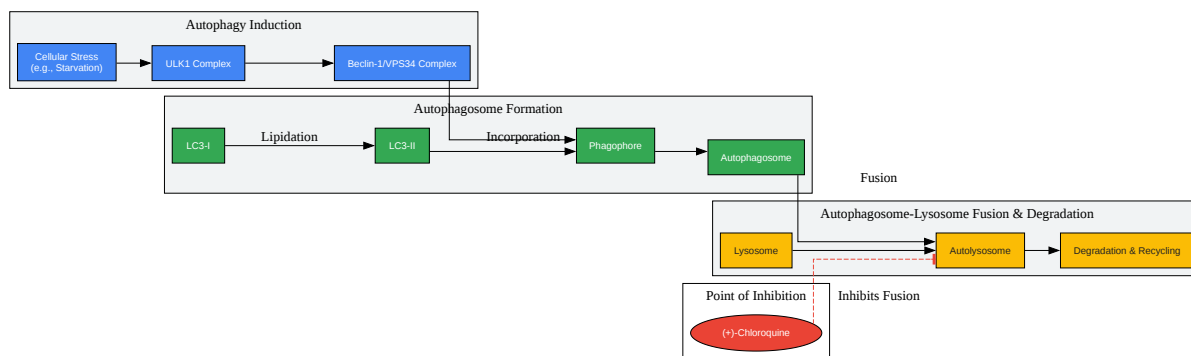 Autophagy Induction
Cellular Stress
(e.g., Starvation)
ULK1 Complex
Beclin-1/VPS34 Complex
Autophagosome Formation
LC3-I
Lipidation
LC3-II
Incorporation
Phagophore
Autophagosome
Fusion
Autophagosome-Lysosome Fusion & Degradation
Lysosome
Autolysosome
Degradation & Recycling
Point of Inhibition
Inhibits Fusion
(+)-Chloroquine